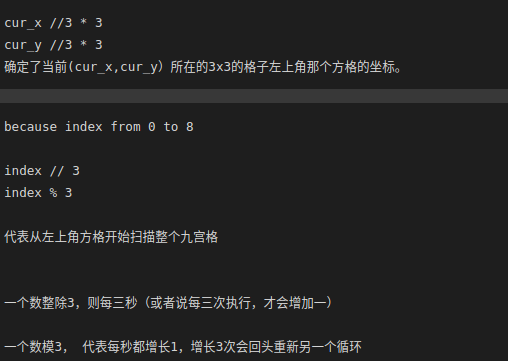 cur_x //3 * 3
cur_y //3 * 3
确定了当前(cur_x,cur_y）所在的3x3的格子左上角那个方格的坐标。
because index from 0 to 8
index // 3
index % 3
代表从左上角方格开始扫描整个九宫格
一个数整除3，则每三秒（或者说每三次执行，才会增加一）
一个数模3， 代表每秒都增长1，增长3次会回头重新另一个循环